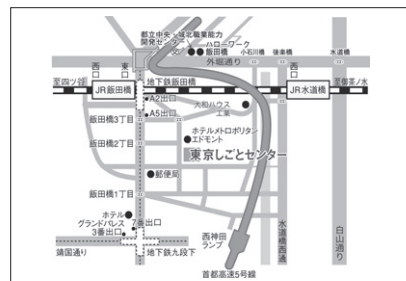 都立中央・城北職業能力
開発センター
ハローワーク
飯田橋
小石川橋
後楽橋
水道橋
外堀通り
西口
東口
地下鉄飯田橋
西口
至四ツ谷
JR飯田橋
JR水道橋
至御茶ノ水
A2出口
大和ハウス
工業
A5出口
飯田橋3丁目
ホテルメトロポリタン
エドモント
飯田橋2丁目
東京しごとセンター
郵便局
飯田橋1丁目
ホテル
グランドパレス
7番出口
3番出口
西神田
ランプ
水道橋西通り
白山通り
靖国通り
地下鉄九段下
首都高速5号線